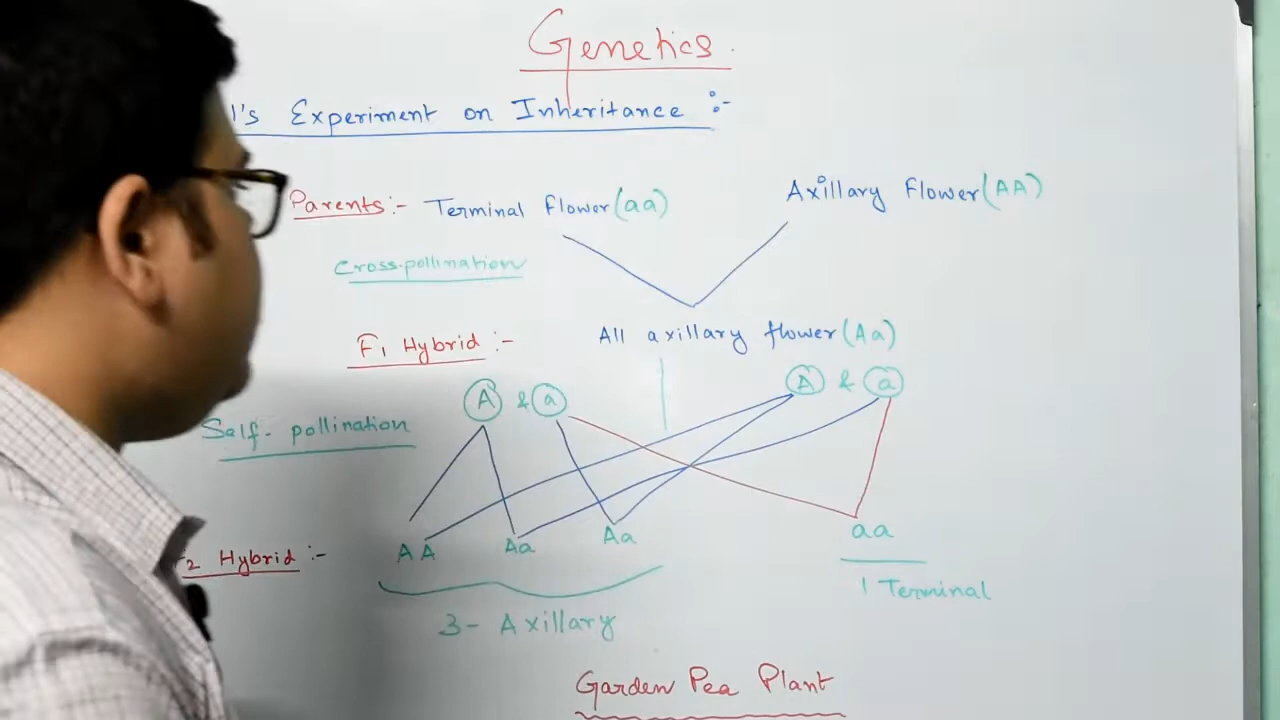 Genetics.
l's Experiment on Inheritance :-
Parents:- Terminal flower(aa) Axillary flower(AA)
Cross-pollination
F1 Hybrid :- All axillary flower(Aa)
A & a A & a
Self-pollination
2 Hybrid :- AA Aa Aa aa
3- Axillary 1 Terminal
Garden Pea Plant